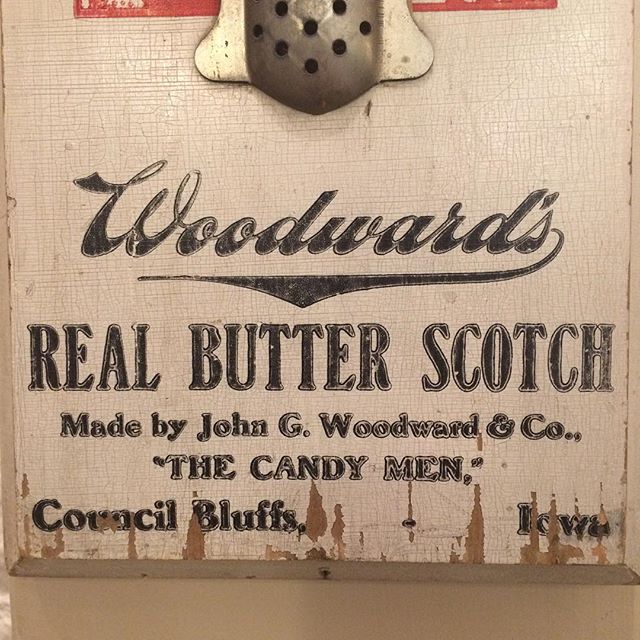 Woodward's
REAL BUTTER SCOTCH
Made by John G. Woodward & Co.,
"THE CANDY MEN,"
Council Bluffs, - Iowa